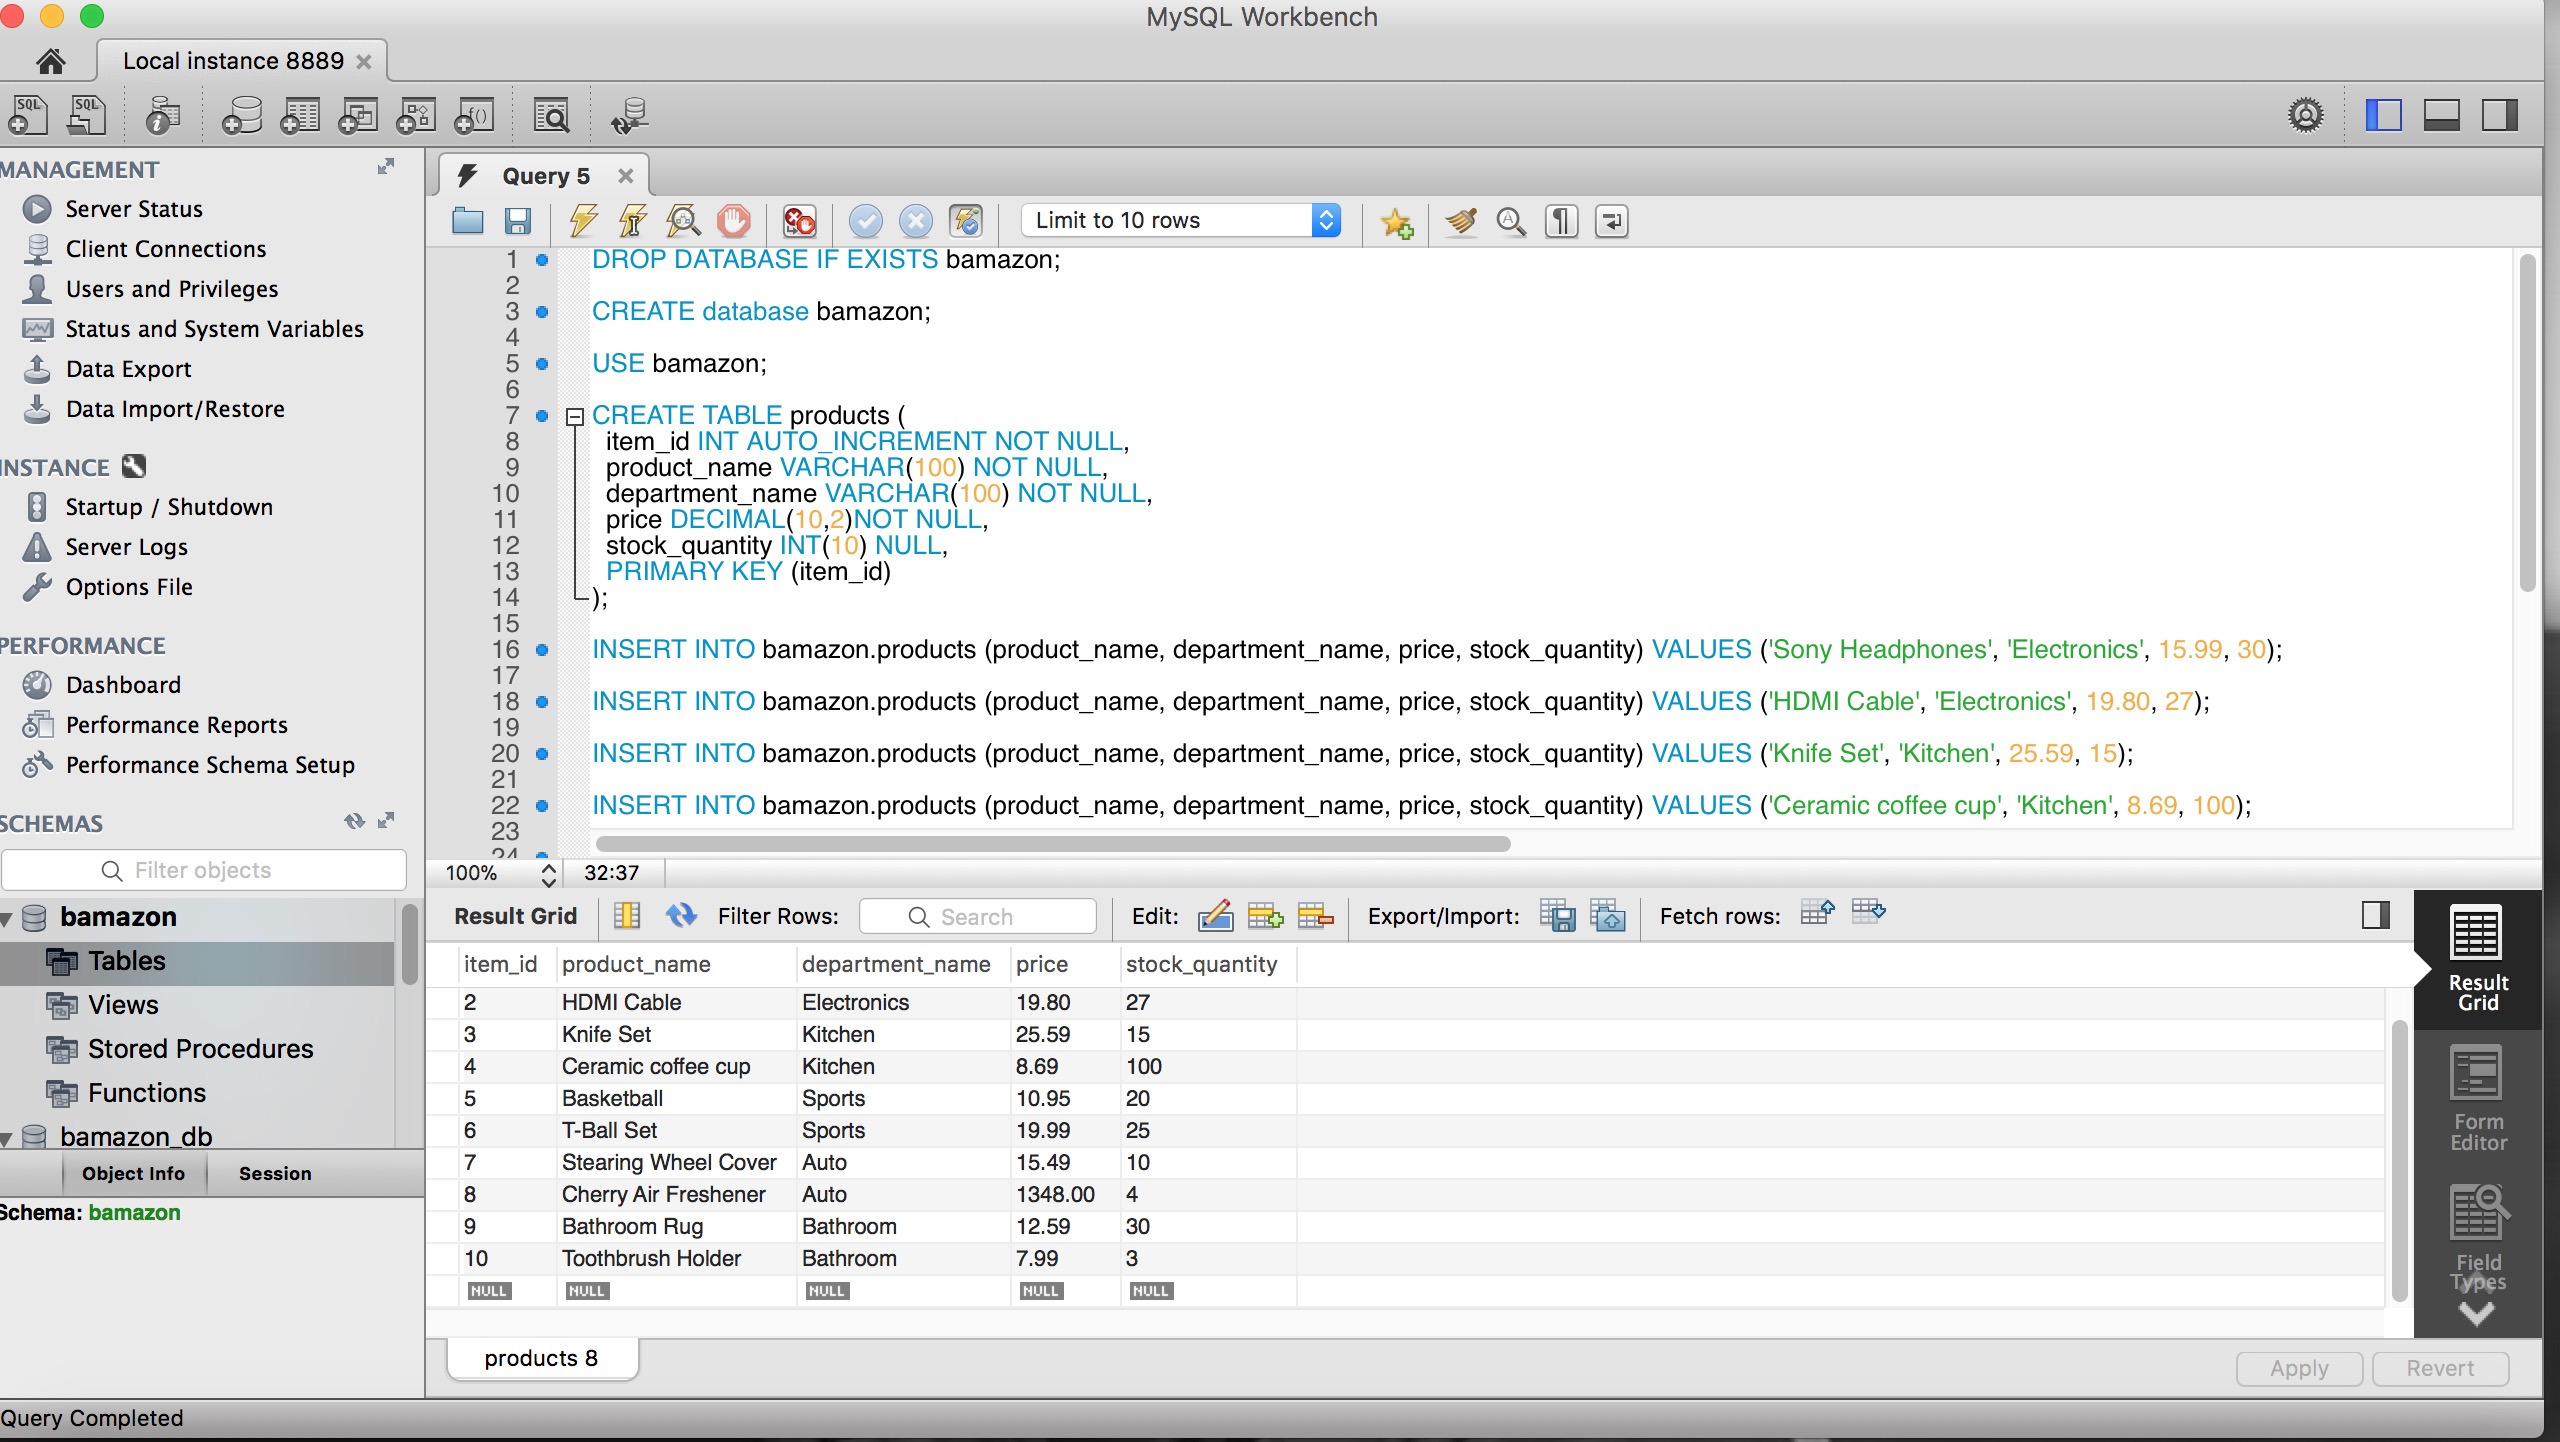 MySQL Workbench
Local instance 8889
MANAGEMENT
Server Status
Client Connections
Users and Privileges
Status and System Variables
Data Export
Data Import/Restore
INSTANCE
Startup / Shutdown
Server Logs
Options File
PERFORMANCE
Dashboard
Performance Reports
Performance Schema Setup
SCHEMAS
Filter objects
bamazon
Tables
Views
Stored Procedures
Functions
bamazon_db
Object Info Session
Schema: bamazon
Query 5
Limit to 10 rows
1 DROP DATABASE IF EXISTS bamazon;
2
3 CREATE database bamazon;
4
5 USE bamazon;
6
7 CREATE TABLE products (
8 item_id INT AUTO_INCREMENT NOT NULL,
9 product_name VARCHAR(100) NOT NULL,
10 department_name VARCHAR(100) NOT NULL,
11 price DECIMAL(10,2)NOT NULL,
12 stock_quantity INT(10) NULL,
13 PRIMARY KEY (item_id)
14 );
15
16 INSERT INTO bamazon.products (product_name, department_name, price, stock_quantity) VALUES ('Sony Headphones', 'Electronics', 15.99, 30);
17
18 INSERT INTO bamazon.products (product_name, department_name, price, stock_quantity) VALUES ('HDMI Cable', 'Electronics', 19.80, 27);
19
20 INSERT INTO bamazon.products (product_name, department_name, price, stock_quantity) VALUES ('Knife Set', 'Kitchen', 25.59, 15);
21
22 INSERT INTO bamazon.products (product_name, department_name, price, stock_quantity) VALUES ('Ceramic coffee cup', 'Kitchen', 8.69, 100);
23
24
100% 32:37
Result Grid Filter Rows: Search Edit: Export/Import: Fetch rows:
item_id product_name department_name price stock_quantity
2 HDMI Cable Electronics 19.80 27
3 Knife Set Kitchen 25.59 15
4 Ceramic coffee cup Kitchen 8.69 100
5 Basketball Sports 10.95 20
6 T-Ball Set Sports 19.99 25
7 Stearing Wheel Cover Auto 15.49 10
8 Cherry Air Freshener Auto 1348.00 4
9 Bathroom Rug Bathroom 12.59 30
10 Toothbrush Holder Bathroom 7.99 3
NULL NULL NULL NULL NULL
Result
Grid
Form
Editor
Field
Types
products 8
Apply Revert
Query Completed